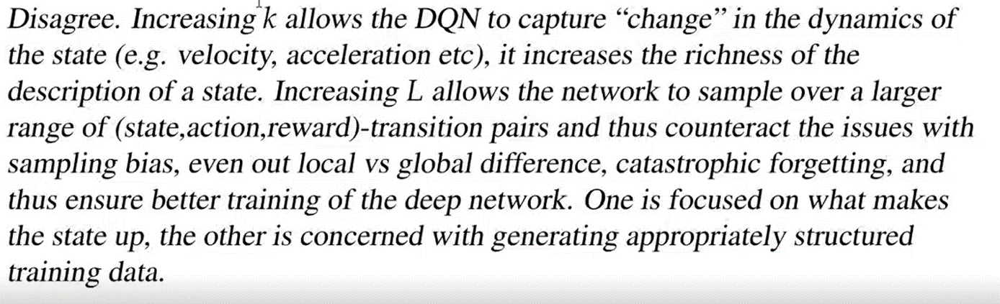 Disagree. Increasing k allows the DQN to capture “change” in the dynamics of
the state (e.g. velocity, acceleration etc), it increases the richness of the
description of a state. Increasing L allows the network to sample over a larger
range of (state,action,reward)-transition pairs and thus counteract the issues with
sampling bias, even out local vs global difference, catastrophic forgetting, and
thus ensure better training of the deep network. One is focused on what makes
the state up, the other is concerned with generating appropriately structured
training data.